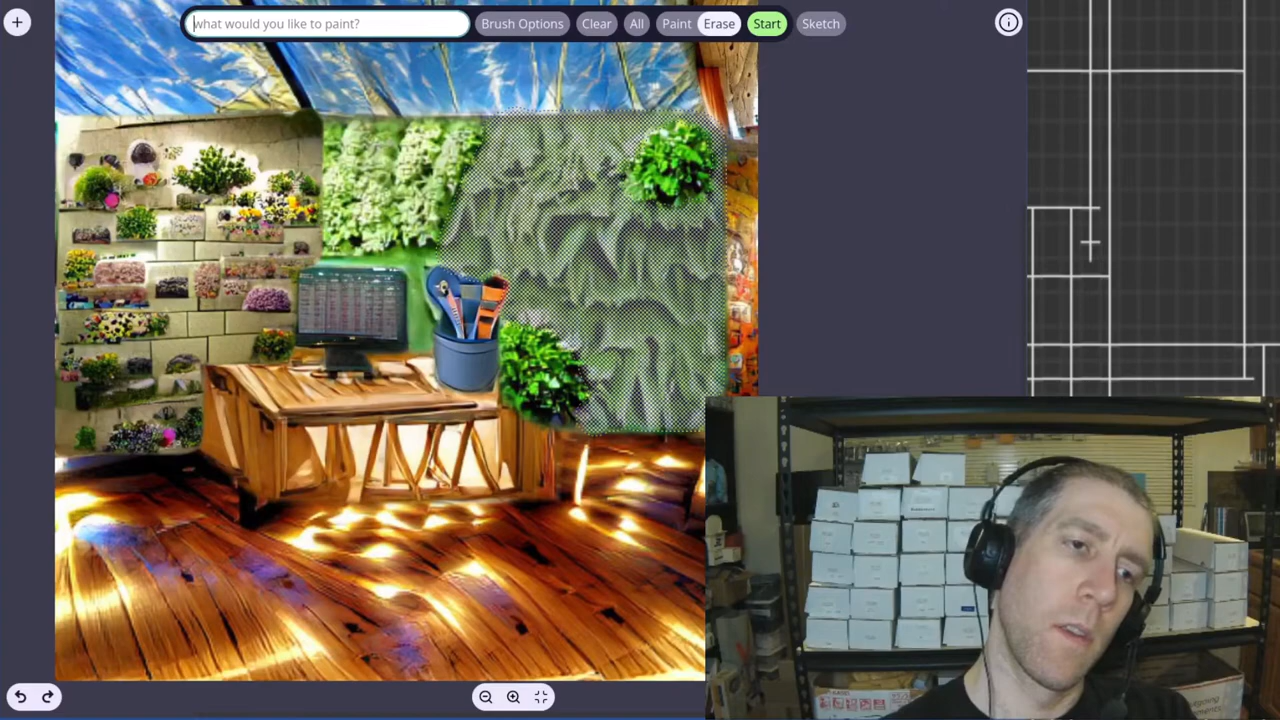 what would you like to paint?
Brush Options
Clear
All
Paint
Erase
Start
Sketch